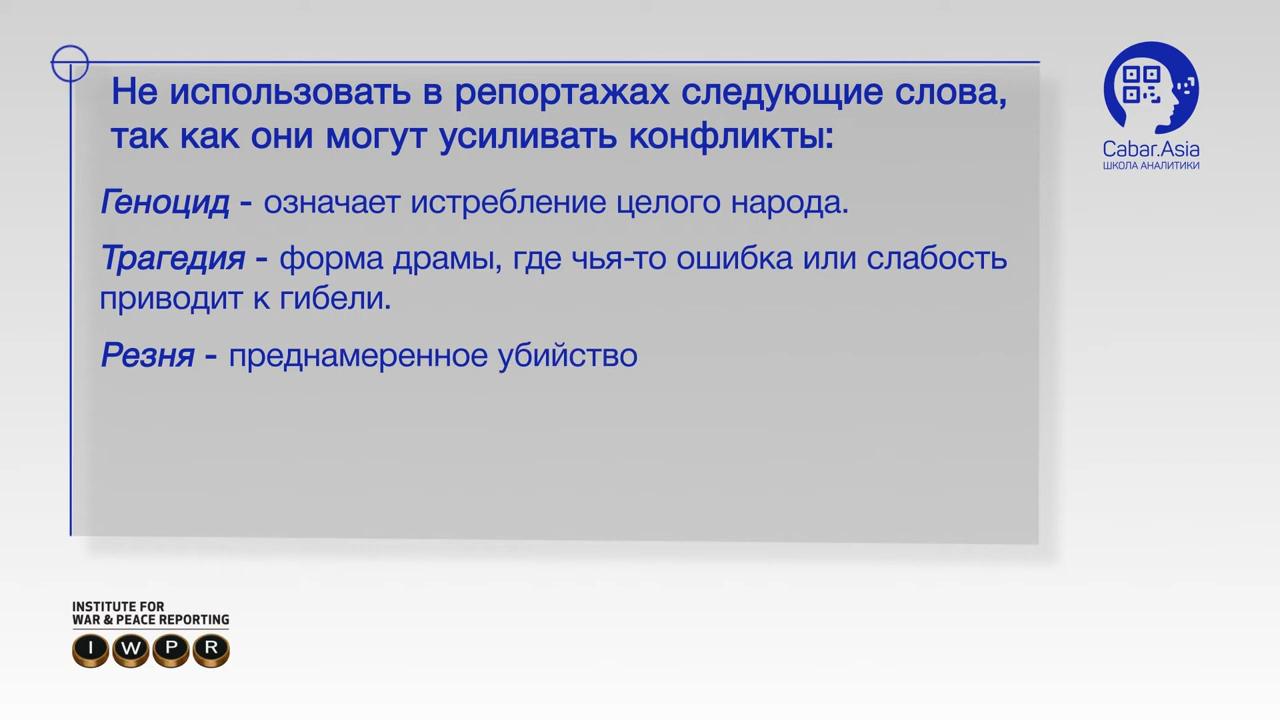 Не использовать в репортажах следующие слова,
так как они могут усиливать конфликты:
Cabar.Asia
ШКОЛА АНАЛИТИКИ
Геноцид - означает истребление целого народа.
Трагедия - форма драмы, где чья-то ошибка или слабость
приводит к гибели.
Резня - преднамеренное убийство
INSTITUTE FOR
WAR & PEACE REPORTING
I W P R